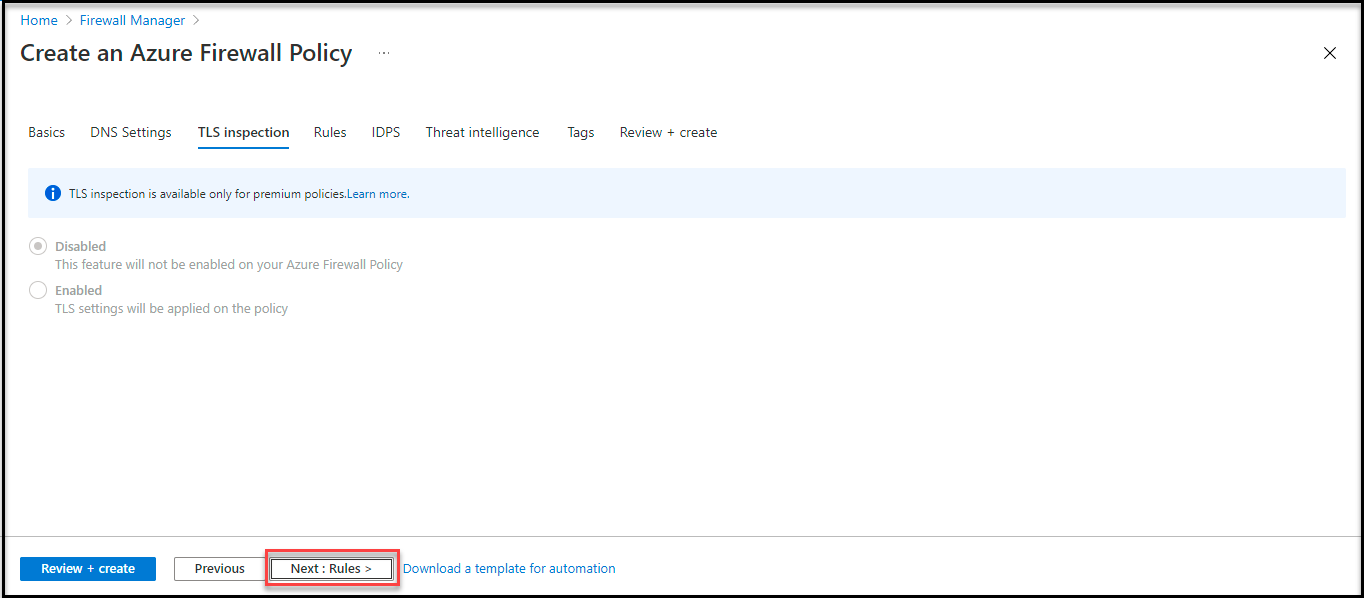 Home > Firewall Manager >
Create an Azure Firewall Policy ...
Basics DNS Settings TLS inspection Rules IDPS Threat intelligence Tags Review + create
TLS inspection is available only for premium policies.Learn more.
Disabled
This feature will not be enabled on your Azure Firewall Policy
Enabled
TLS settings will be applied on the policy
Review + create Previous Next : Rules > Download a template for automation